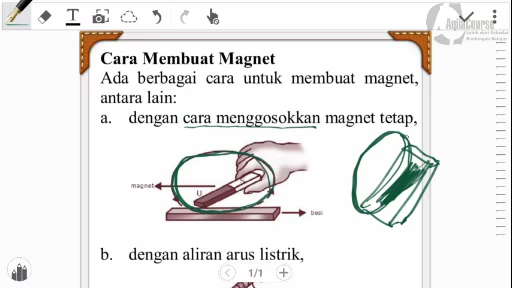 T
AgilaCourse
Cara Membuat Magnet
Ada berbagai cara untuk membuat magnet,
antara lain:
a. dengan cara menggosokkan magnet tetap,
magnet
U
besi
b. dengan aliran arus listrik,
1/1